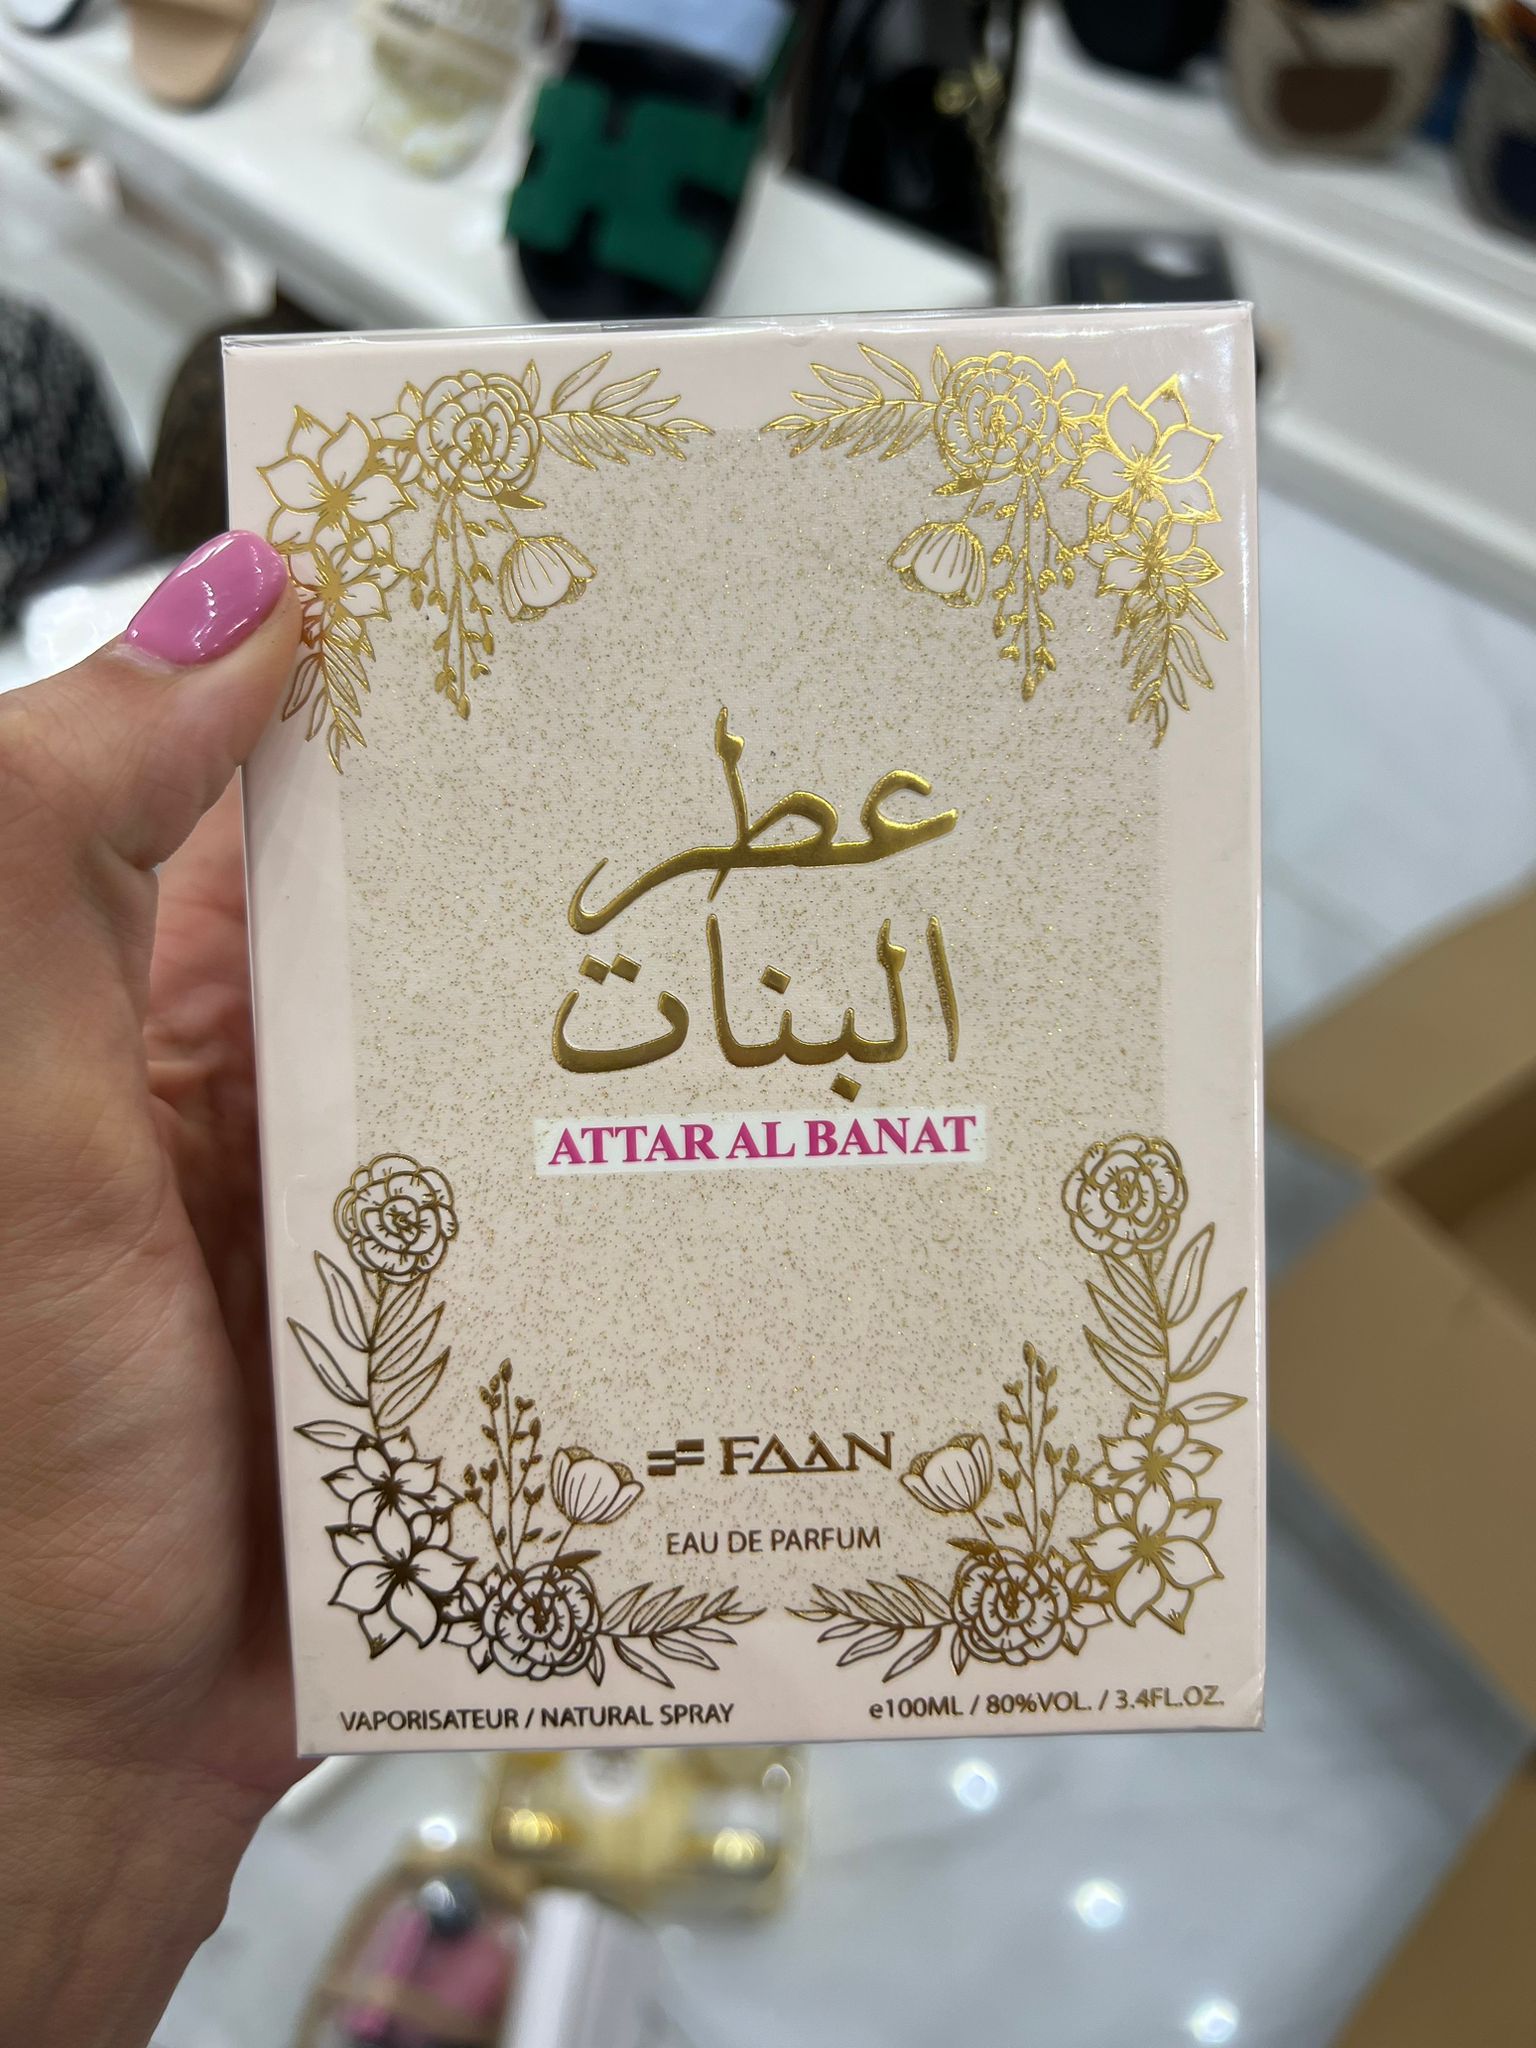 عطر
البنات
ATTAR AL BANAT
FAAN
EAU DE PARFUM
VAPORISATEUR / NATURAL SPRAY
e100ML / 80%VOL. / 3.4FL.OZ.